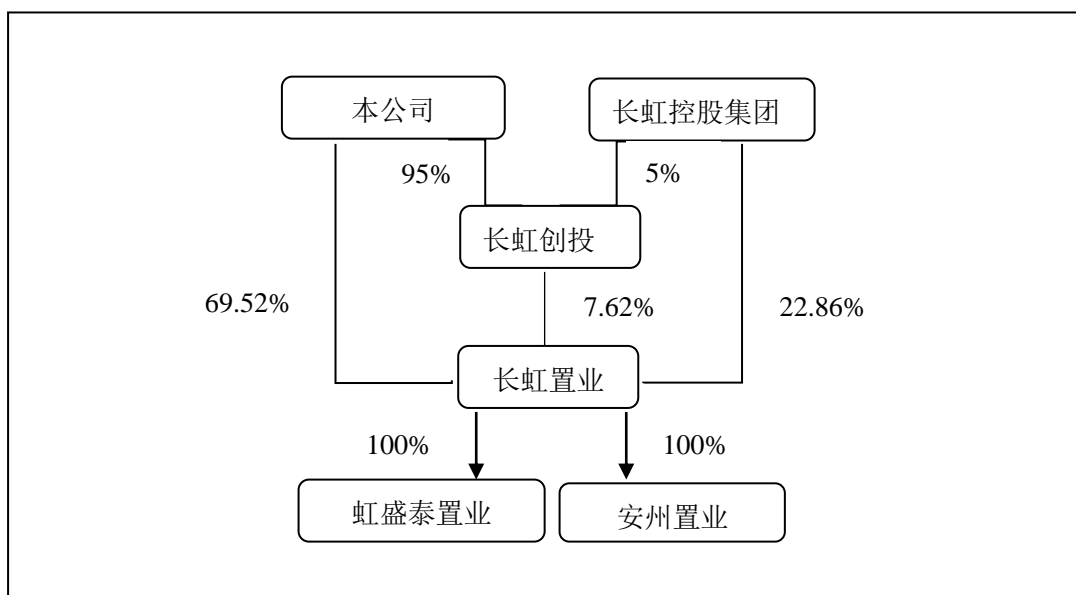 本公司
长虹控股集团
95%
5%
长虹创投
69.52%
7.62%
22.86%
长虹置业
100%
100%
虹盛泰置业
安州置业